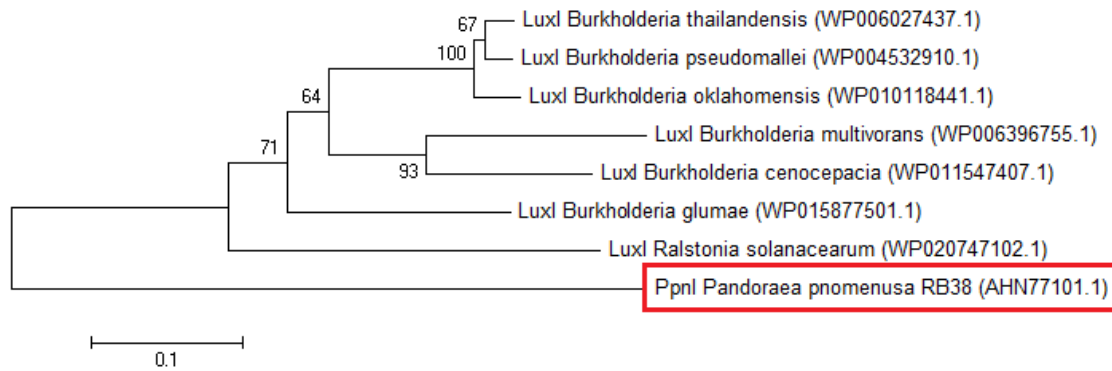 67
LuxI Burkholderia thailandensis (WP006027437.1)
100
LuxI Burkholderia pseudomallei (WP004532910.1)
64
LuxI Burkholderia oklahomensis (WP010118441.1)
71
LuxI Burkholderia multivorans (WP006396755.1)
93
LuxI Burkholderia cenocepacia (WP011547407.1)
LuxI Burkholderia glumae (WP015877501.1)
LuxI Ralstonia solanacearum (WP020747102.1)
PpnI Pandoraea pnomenusa RB38 (AHN77101.1)
0.1